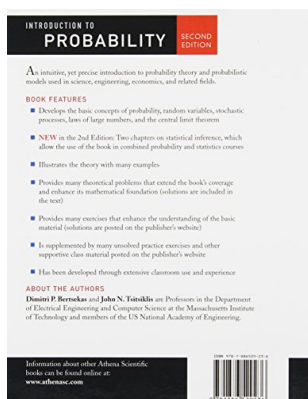 INTRODUCTION TO
PROBABILITY
SECOND
EDITION
An intuitive, yet precise introduction to probability theory and probabilistic
models used in science, engineering, economics, and related fields.
BOOK FEATURES
Develops the basic concepts of probability, random variables, stochastic
processes, laws of large numbers, and the central limit theorem
NEW in the 2nd Edition: Two chapters on statistical inference, which
allow the use of the book in combined probability and statistics courses
Illustrates the theory with many examples
Provides many theoretical problems that extend the book's coverage
and enhance its mathematical foundation (solutions are included in
the text)
Provides many exercises that enhance the understanding of the basic
material (solutions are posted on the publisher's website)
Is supplemented by many unsolved practice exercises and other
supportive class material posted on the publisher's website
Has been developed through extensive classroom use and experience
ABOUT THE AUTHORS
Dimitri P. Bertsekas and John N. Tsitsiklis are Professors in the Department
of Electrical Engineering and Computer Science at the Massachusetts Institute
of Technology and members of the US National Academy of Engineering.
Information about other Athena Scientific
books can be found online at:
www.athenasc.com